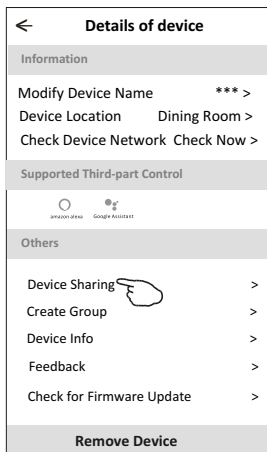 ← Details of device
Information
Modify Device Name *** >
Device Location Dining Room >
Check Device Network Check Now >
Supported Third-part Control
amazon alexa Google Assistant
Others
Device Sharing >
Create Group >
Device Info >
Feedback >
Check for Firmware Update >
Remove Device